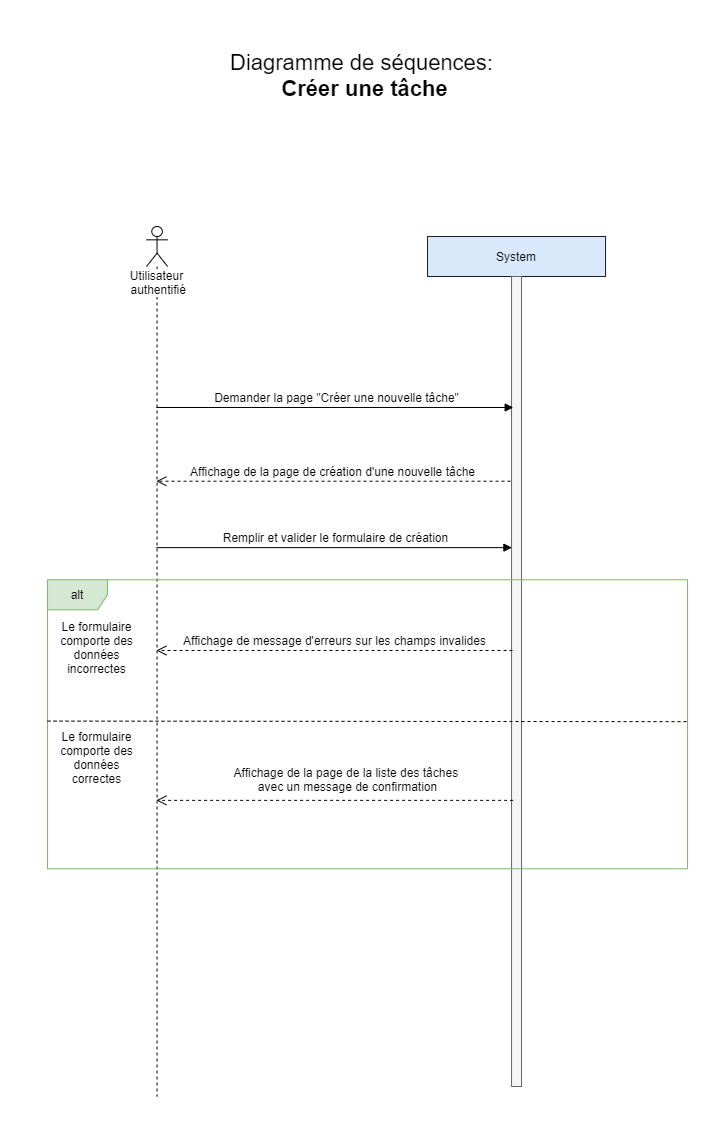 Diagramme de séquences:
Créer une tâche
Utilisateur
authentifié
System
Demander la page "Créer une nouvelle tâche"
Affichage de la page de création d'une nouvelle tâche
Remplir et valider le formulaire de création
alt
Le formulaire
comporte des
données
incorrectes
Affichage de message d'erreurs sur les champs invalides
Le formulaire
comporte des
données
correctes
Affichage de la page de la liste des tâches
avec un message de confirmation